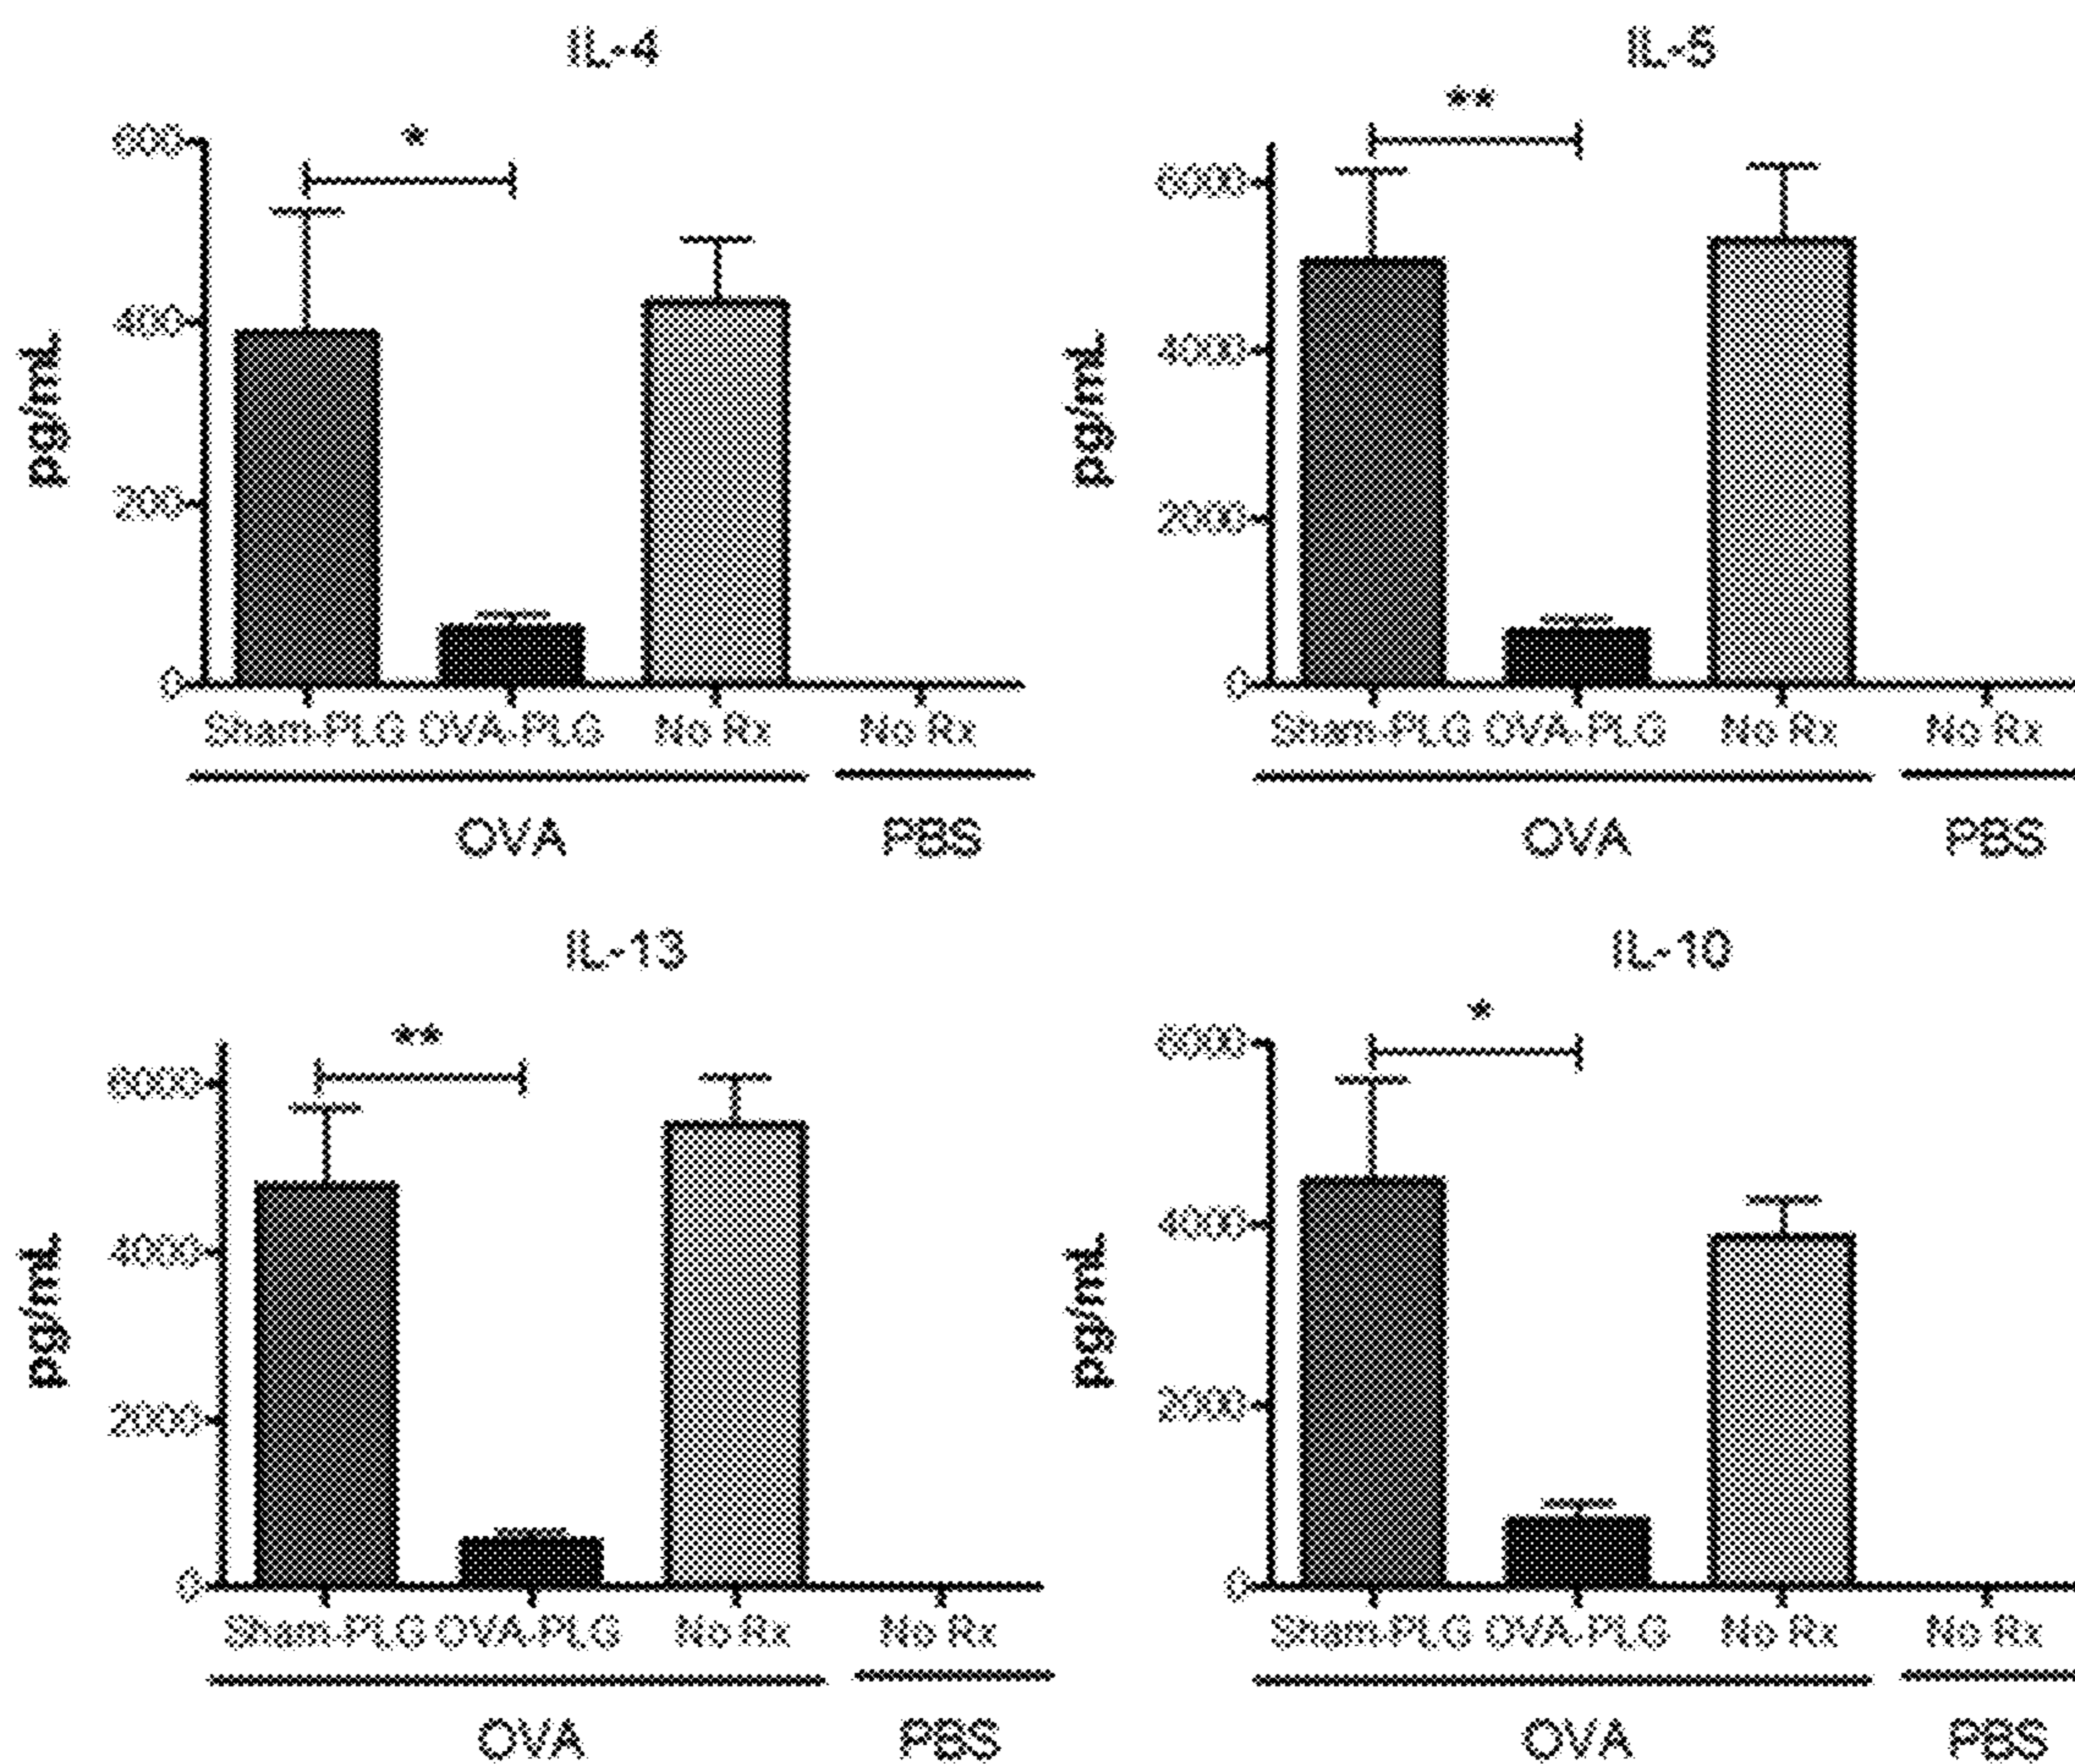 IL-4
*
600
400
200
0
pg/mL
Sham-PLG OVA-PLG No Rx No Rx
OVA PBS
IL-5
**
6000
4000
2000
0
pg/mL
Sham-PLG OVA-PLG No Rx No Rx
OVA PBS
IL-13
**
6000
4000
2000
0
pg/mL
Sham-PLG OVA-PLG No Rx No Rx
OVA PBS
IL-10
*
6000
4000
2000
0
pg/mL
Sham-PLG OVA-PLG No Rx No Rx
OVA PBS